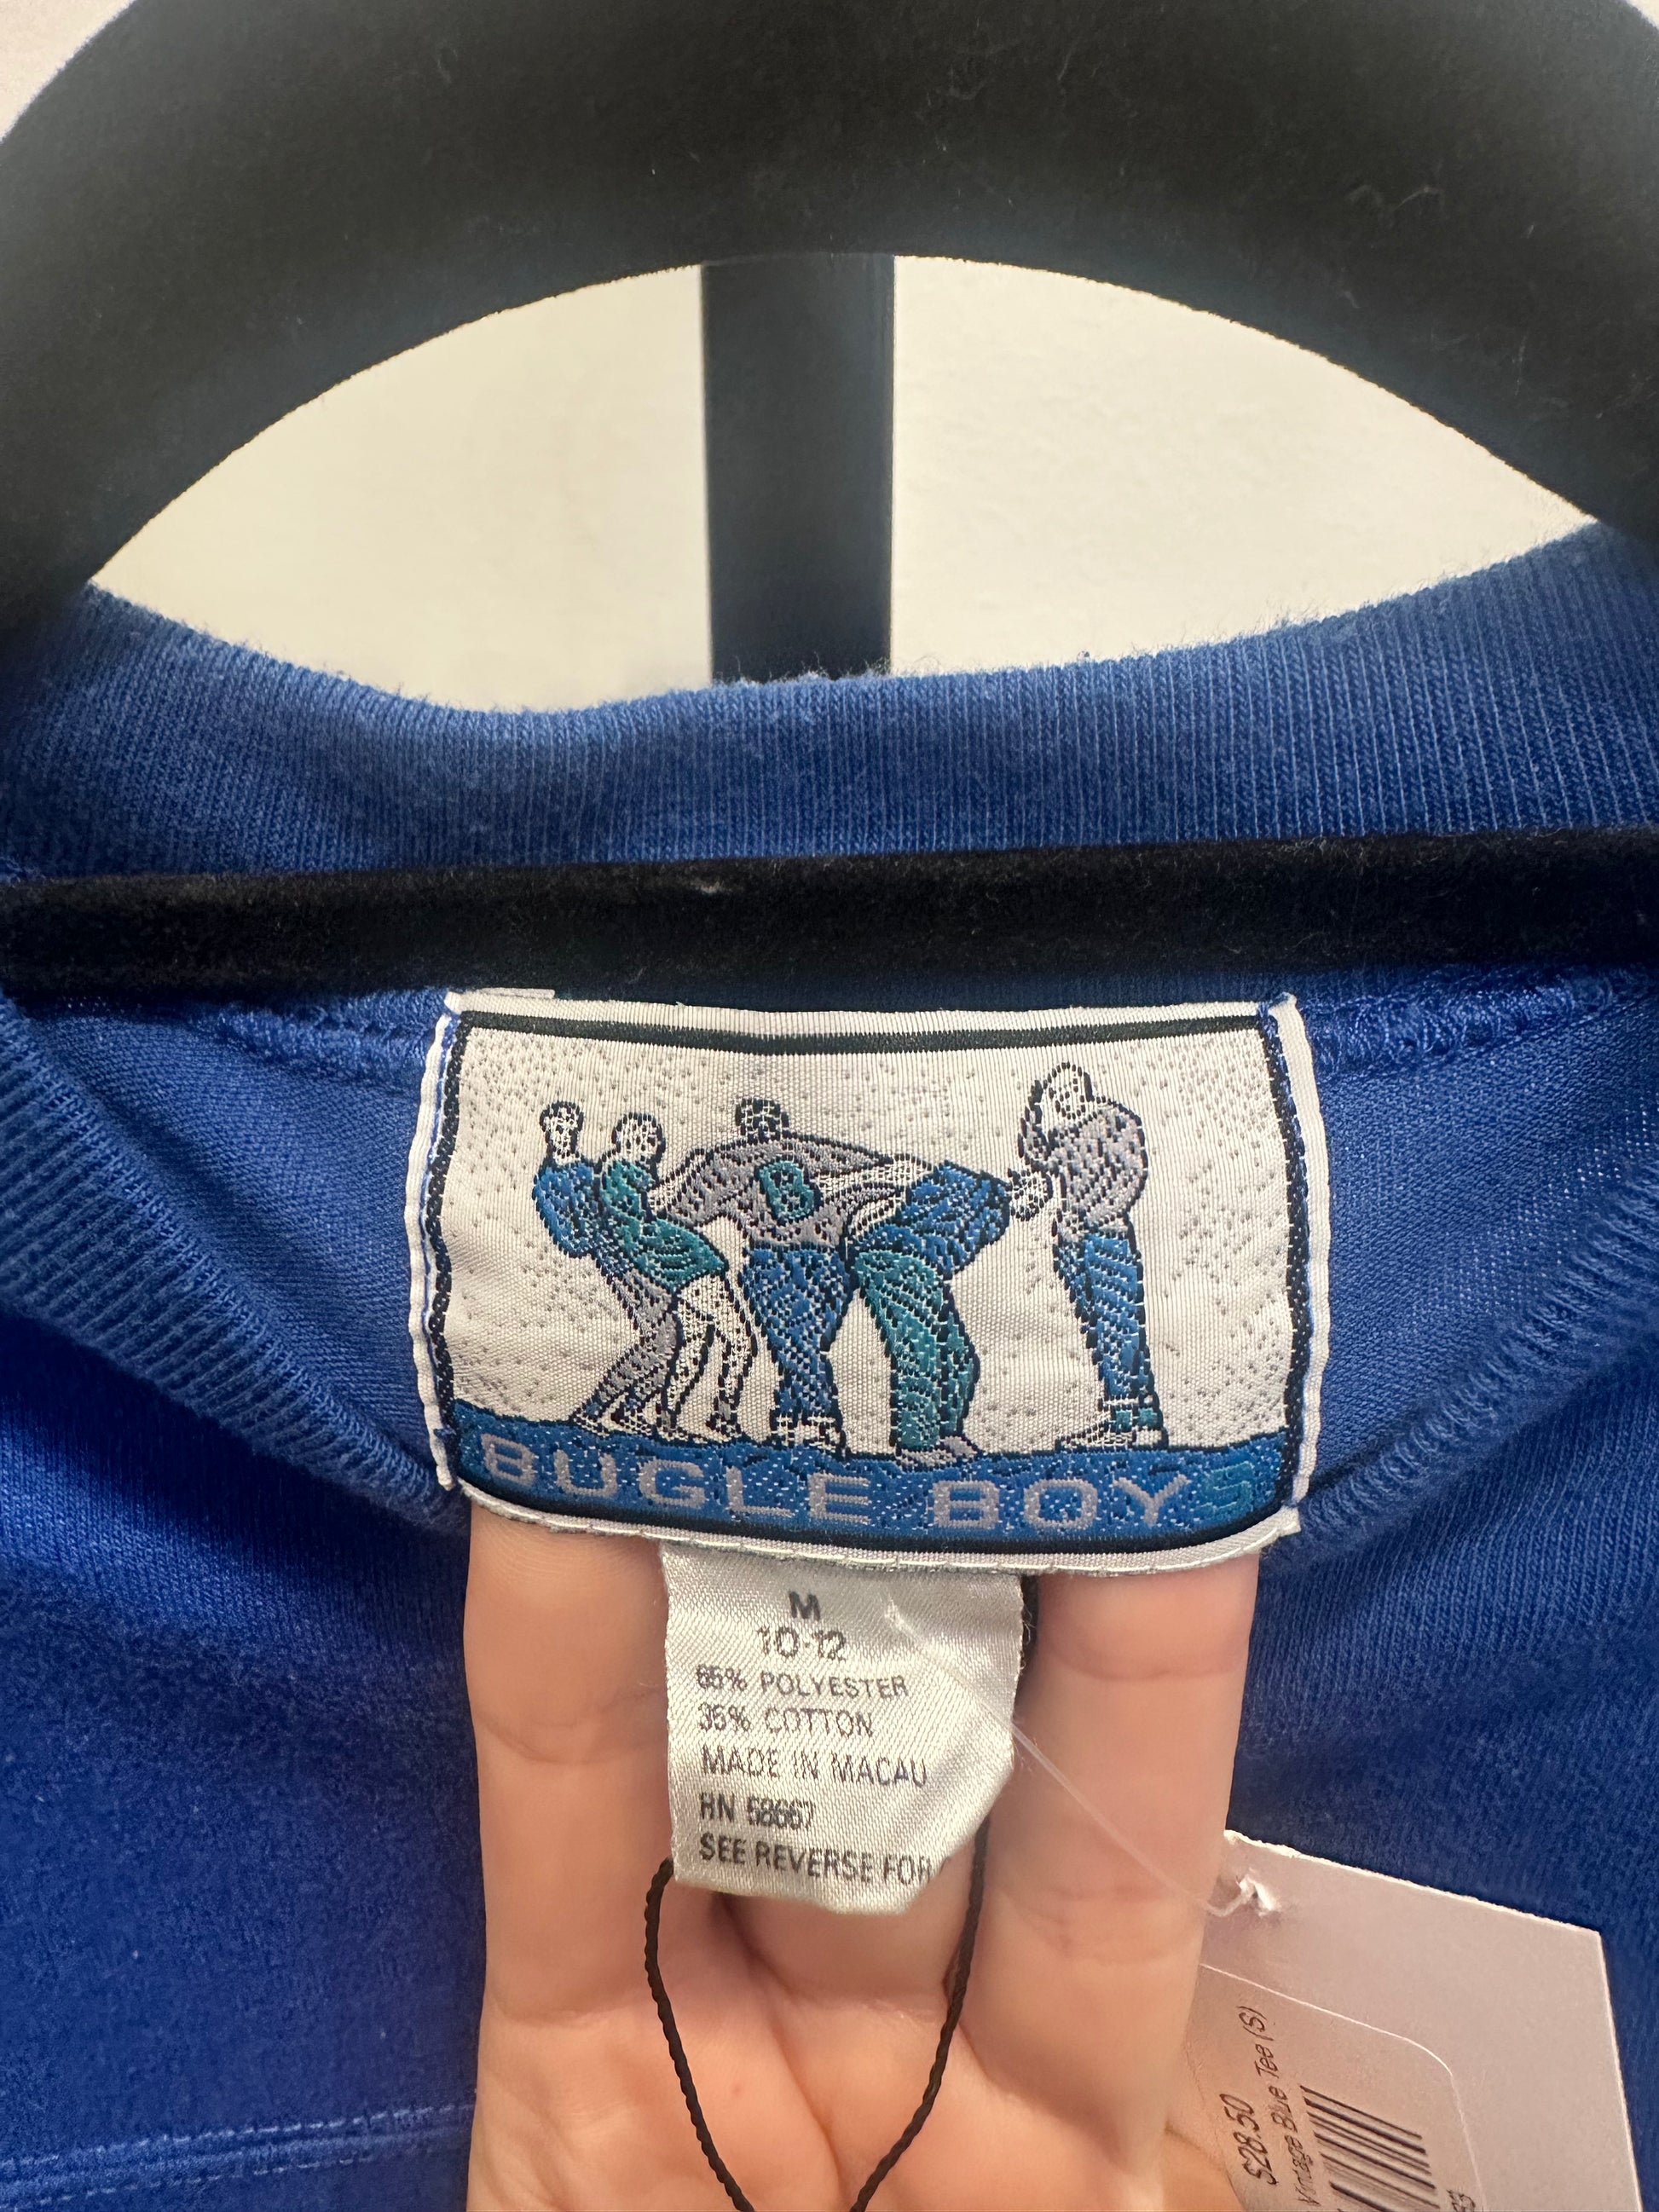 B
BUGLE BOYS
M
10-12
65% POLYESTER
35% COTTON
MADE IN MACAU
RN 58667
SEE REVERSE FOR
$28.50
Vintage Blue Tee (S)